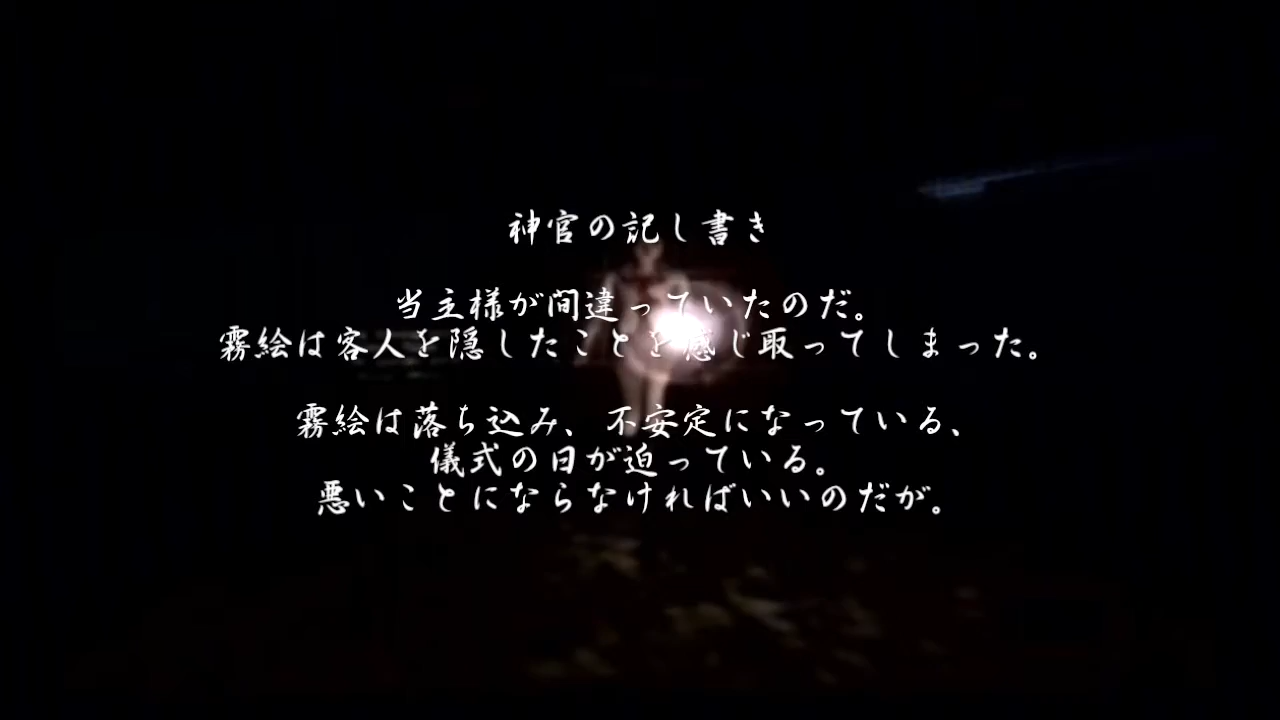 神官の記し書き
当主様が間違っていたのだ。
霧絵は客人を隠したことを感じ取ってしまった。
霧絵は落ち込み、不安定になっている、
儀式の日が迫っている。
悪いことにならなければいいのだが。